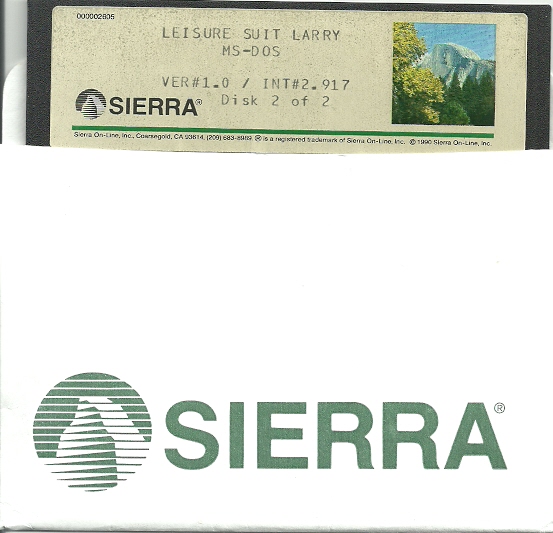 000002605
LEISURE SUIT LARRY
MS-DOS
VER#1.0 / INT#2.917
Disk 2 of 2
SIERRA®
Sierra On-Line, Inc., Coarsegold, CA 93614, (209) 683-8989. ® is a registered trademark of Sierra On-Line, Inc. © 1990 Sierra On-Line, Inc.
SIERRA®